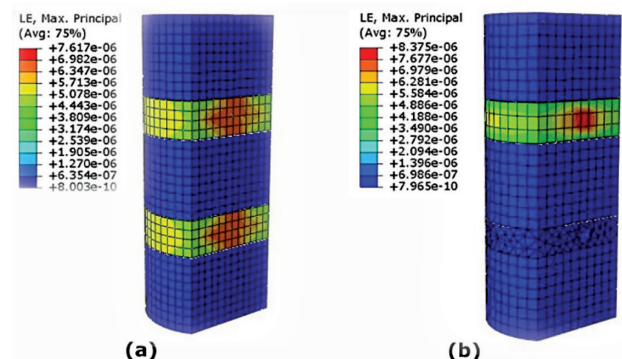 LE, Max. Principal
(Avg: 75%)
+7.617e-06
+6.982e-06
+6.347e-06
+5.713e-06
+5.078e-06
+4.443e-06
+3.809e-06
+3.174e-06
+2.539e-06
+1.905e-06
+1.270e-06
+6.354e-07
+8.003e-10
(a)
LE, Max. Principal
(Avg: 75%)
+8.375e-06
+7.677e-06
+6.979e-06
+6.281e-06
+5.584e-06
+4.886e-06
+4.188e-06
+3.490e-06
+2.792e-06
+2.094e-06
+1.396e-06
+6.986e-07
+7.965e-10
(b)